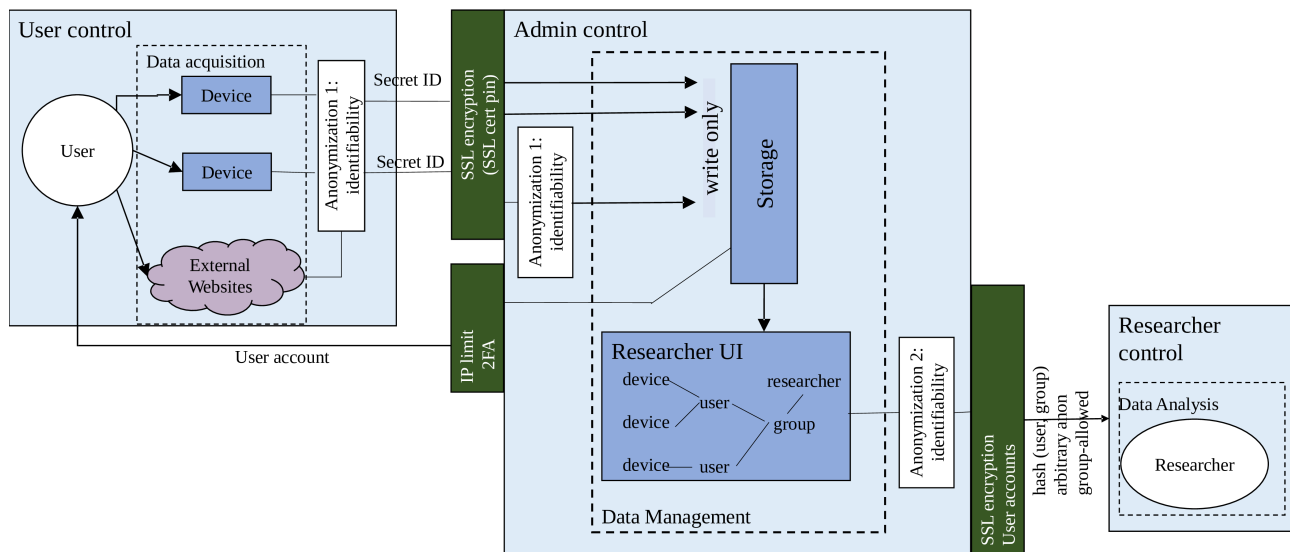 User control
Data acquisition
Device
Device
User
External
Websites
Anonymization 1:
identifiability
Secret ID
Secret ID
User account
SSL encryption
(SSL cert pin)
IP limit
2FA
Admin control
Anonymization 1:
identifiability
write only
Storage
Researcher UI
device
device
device
user
user
researcher
group
Data Management
Anonymization 2:
identifiability
SSL encryption
User accounts
hash (user, group)
arbitrary anon
group-allowed
Researcher
control
Data Analysis
Researcher